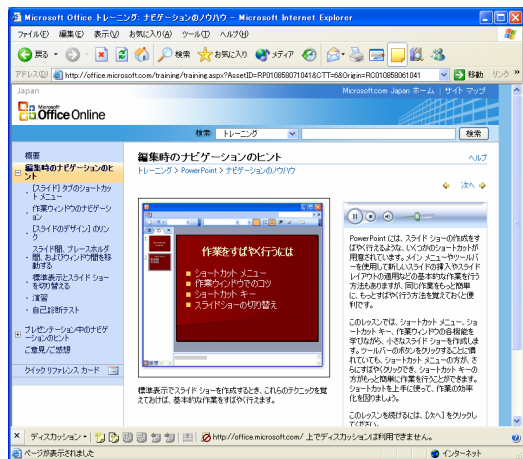 Microsoft Office トレーニング: ナビゲーションのノウハウ - Microsoft Internet Explorer
ファイル(F) 編集(E) 表示(V) お気に入り(A) ツール(T) ヘルプ(H)
戻る 検索 お気に入り メディア
アドレス(D) http://office.microsoft.com/training/training.aspx?AssetID=RP010858071041&CTT=6&Origin=RC010858061041 移動 リンク »
Japan Microsoft.com Japan ホーム | サイト マップ
Microsoft
Office Online
検索: トレーニング 検索
概要
編集時のナビゲーションのヒント
[スライド] タブのショートカット メニュー
作業ウィンドウのナビゲーション
[スライドのデザイン] のリンク
スライド間、プレースホルダ間、およびウィンドウ間を移動する
標準表示とスライド ショーを切り替える
演習
自己診断テスト
プレゼンテーション中のナビゲーションのヒント
ご意見/ご感想
クイック リファレンス カード
編集時のナビゲーションのヒント ヘルプ
トレーニング > PowerPoint > ナビゲーションのノウハウ
次へ
作業をすばやく行うには
ショートカット メニュー
作業ウィンドウでのコツ
ショートカット キー
スライドショーの切り替え
標準表示でスライド ショーを作成するとき、これらのテクニックを覚
えておけば、基本的な作業をすばやく行えます。
PowerPoint には、スライド ショーの作成をす
ばやく行えるような、いくつかのショートカットが
用意されています。メイン メニューやツールバ
ーを使用して新しいスライドの挿入やスライド
レイアウトの適用などの基本的な作業を行う
方法もありますが、同じ作業をもっと簡単
に、もっとすばやく行う方法を覚えておくと便
利です。
このレッスンでは、ショートカット メニュー、ショ
ートカット キー、作業ウィンドウの各機能を
学びながら、小さなスライド ショーを作成しま
す。ツールバーのボタンをクリックすることに慣
れていても、ショートカット メニューの方が、さ
らにすばやくクリックでき、ショートカット キーの
方がもっと簡単に作業を行うことができます。
ショートカットを上手に使って、作業の効率
化を図りましょう。
このレッスンを続けるには、[次へ] をクリックし
てください。
ディスカッション http://office.microsoft.com/ 上でディスカッションは利用できません。
ページが表示されました インターネット